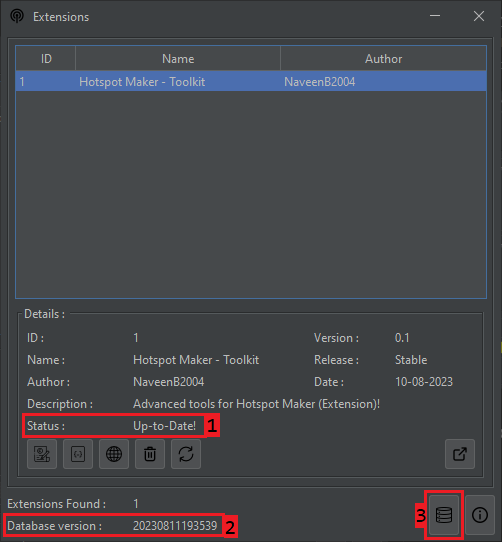 Extensions
ID Name Author
1 Hotspot Maker - Toolkit NaveenB2004
Details :
ID : 1 Version : 0.1
Name : Hotspot Maker - Toolkit Release : Stable
Author : NaveenB2004 Date : 10-08-2023
Description : Advanced tools for Hotspot Maker (Extension)!
Status : Up-to-Date! 1
Extensions Found : 1
3
Database version : 20230811193539 2